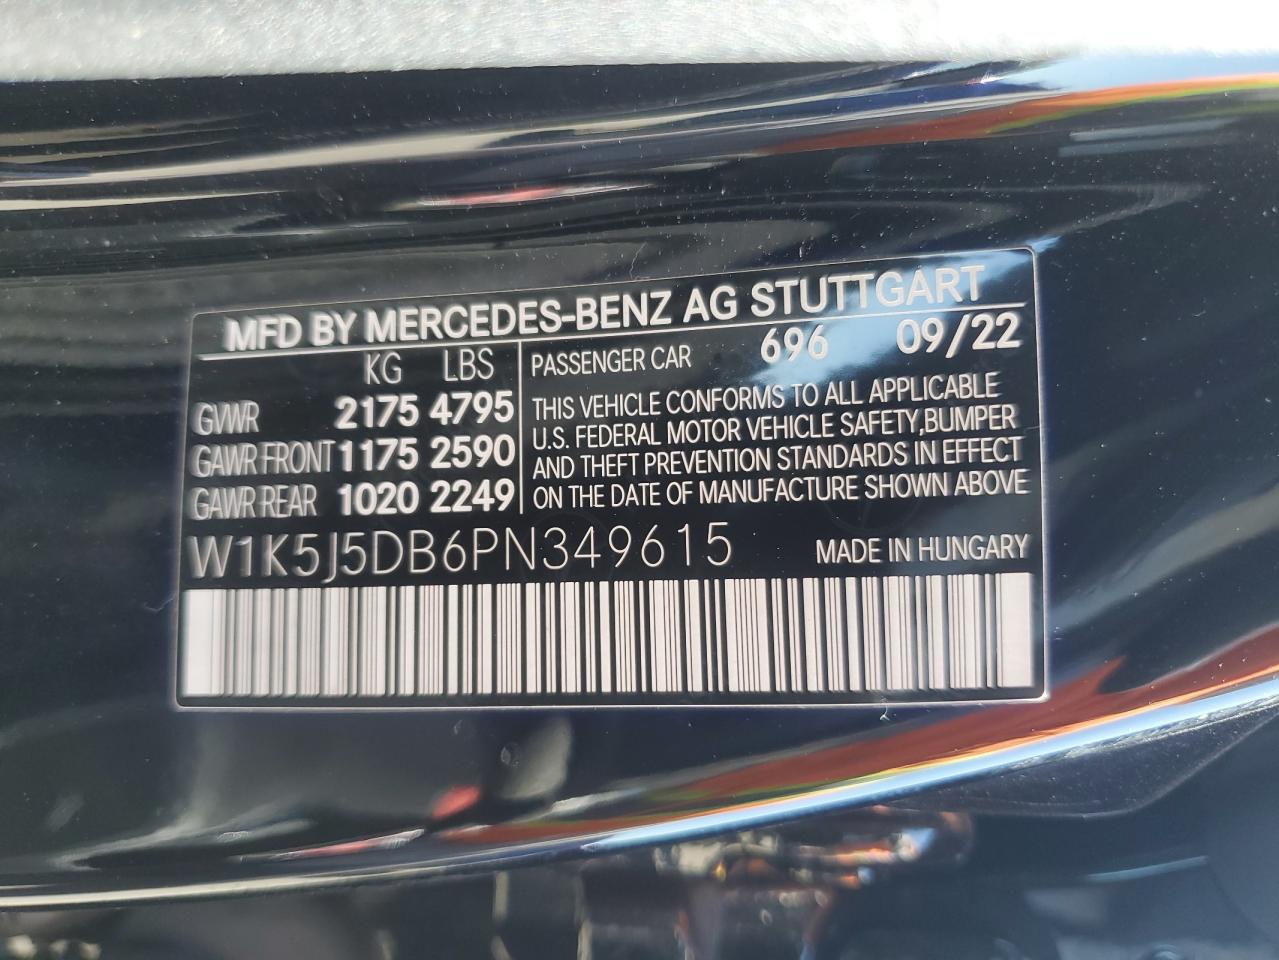 MFD BY MERCEDES-BENZ AG STUTTGART
KG LBS
GVWR 2175 4795
GAWR FRONT 1175 2590
GAWR REAR 1020 2249
PASSENGER CAR 696 09/22
THIS VEHICLE CONFORMS TO ALL APPLICABLE
U.S. FEDERAL MOTOR VEHICLE SAFETY,BUMPER
AND THEFT PREVENTION STANDARDS IN EFFECT
ON THE DATE OF MANUFACTURE SHOWN ABOVE
W1K5J5DB6PN349615 MADE IN HUNGARY